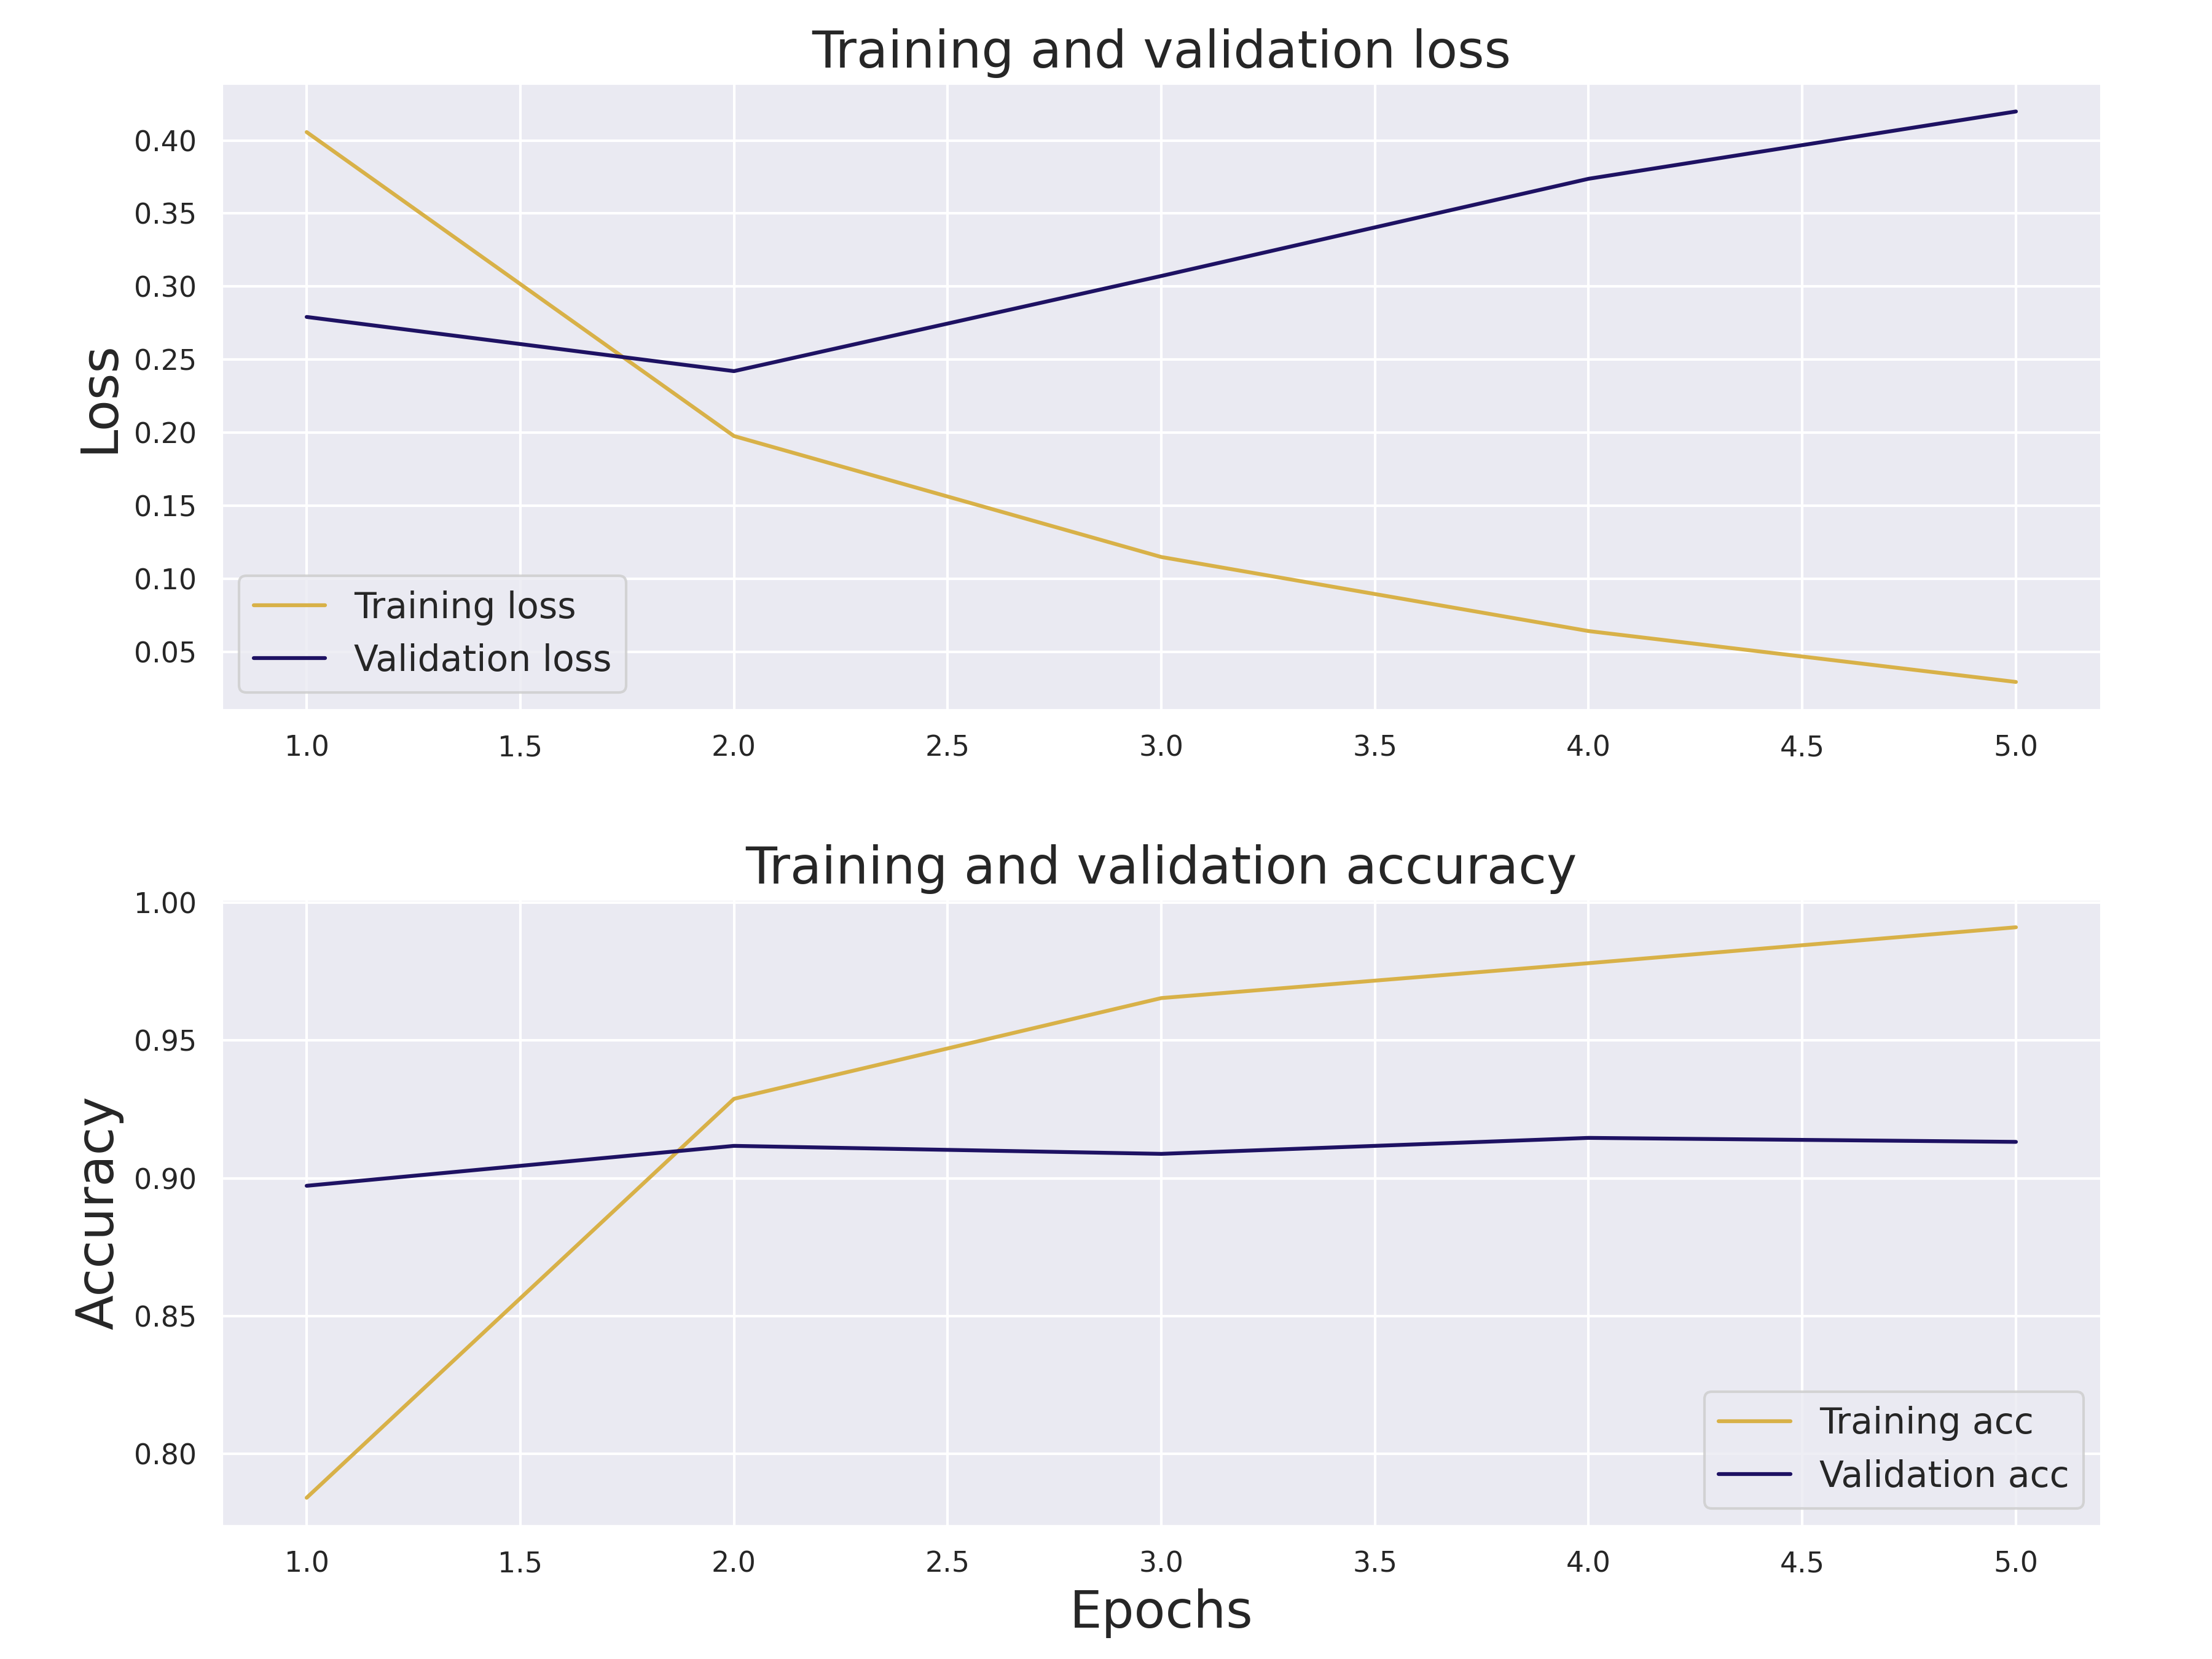 Training and validation loss
0.40
0.35
0.30
0.25
0.20
0.15
0.10
0.05
Loss
Training loss
Validation loss
1.0 1.5 2.0 2.5 3.0 3.5 4.0 4.5 5.0
Training and validation accuracy
1.00
0.95
0.90
0.85
0.80
Accuracy
Training acc
Validation acc
1.0 1.5 2.0 2.5 3.0 3.5 4.0 4.5 5.0
Epochs